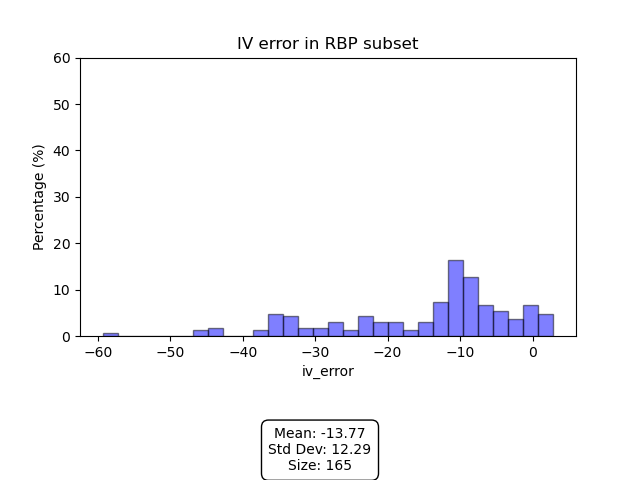 IV error in RBP subset
60
50
40
30
20
10
0
Percentage (%)
−60 −50 −40 −30 −20 −10 0
iv_error
Mean: -13.77
Std Dev: 12.29
Size: 165